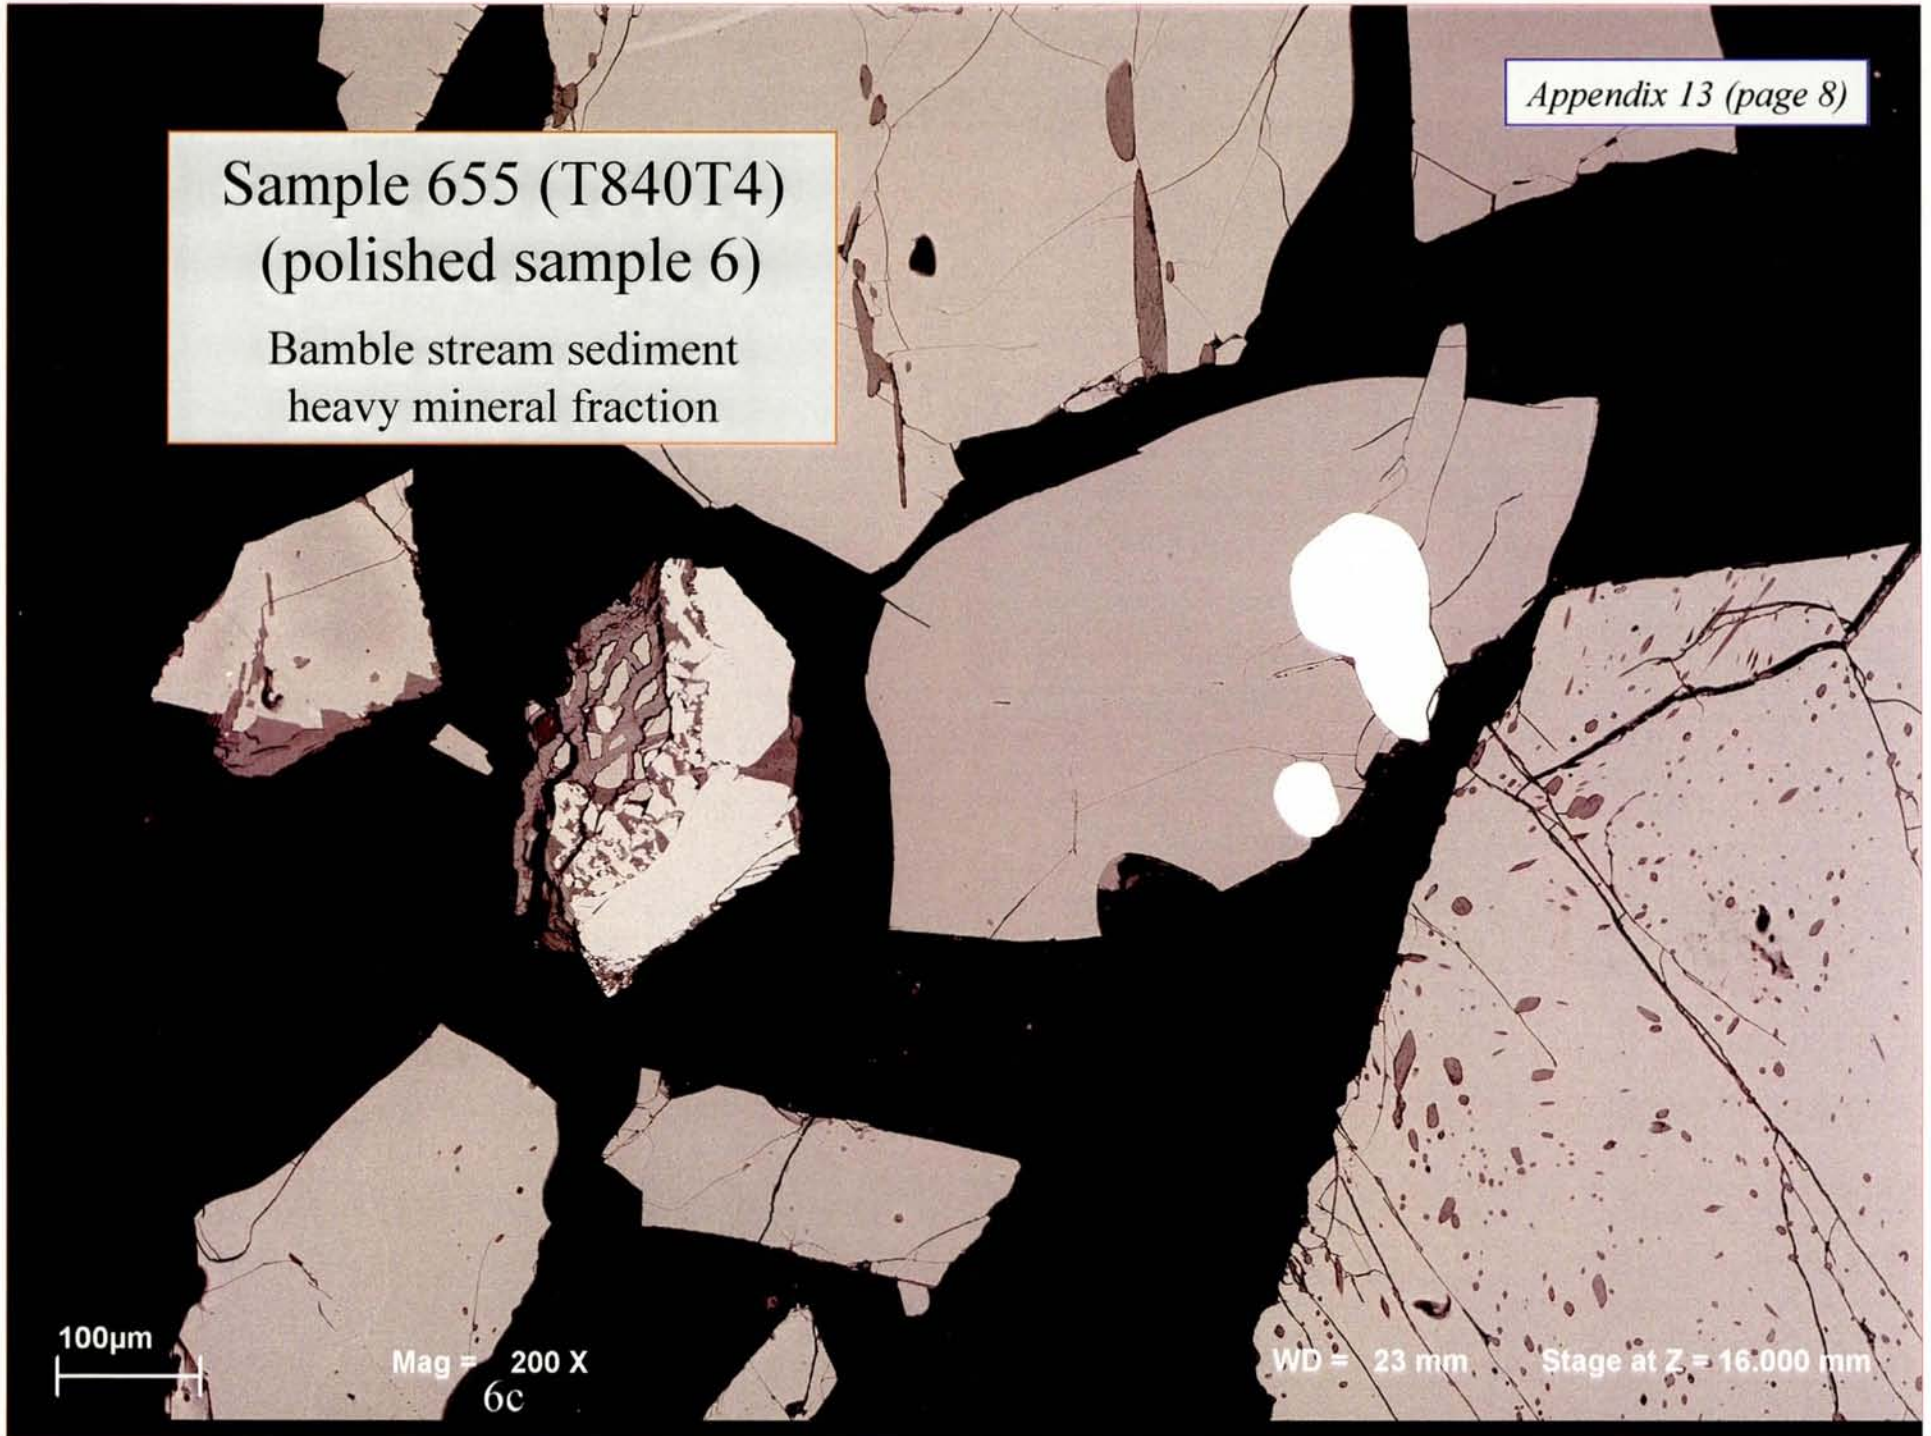 Appendix 13 (page 8)
Sample 655 (T840T4)
(polished sample 6)
Bamble stream sediment
heavy mineral fraction
100µm
Mag = 200 X
WD = 23 mm
Stage at Z = 16.000 mm
6c